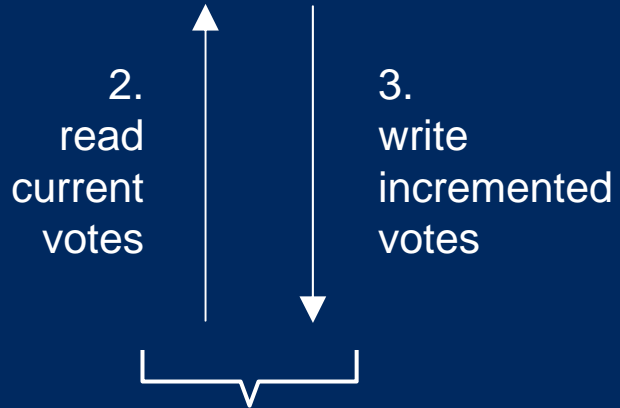 2.
read
current
votes
3.
write
incremented
votes